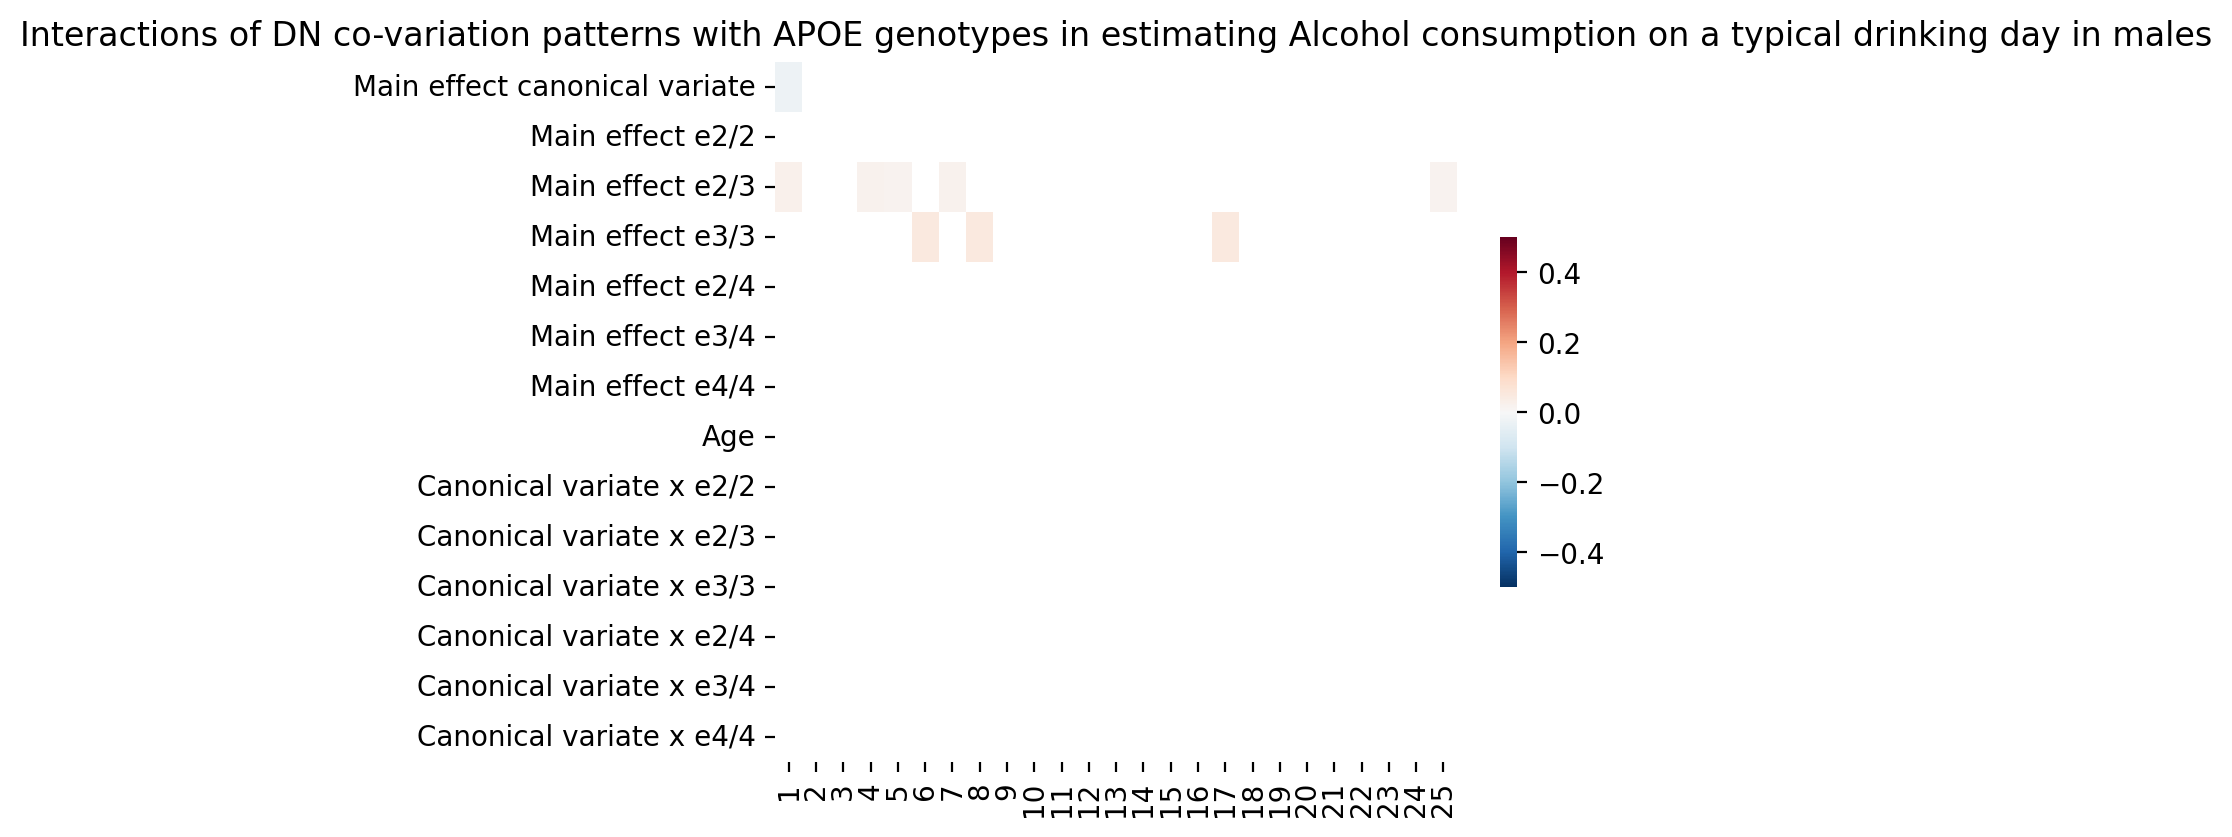 Interactions of DN co-variation patterns with APOE genotypes in estimating Alcohol consumption on a typical drinking day in males
Main effect canonical variate
Main effect e2/2
Main effect e2/3
Main effect e3/3
Main effect e2/4
Main effect e3/4
Main effect e4/4
Age
Canonical variate x e2/2
Canonical variate x e2/3
Canonical variate x e3/3
Canonical variate x e2/4
Canonical variate x e3/4
Canonical variate x e4/4
1 2 3 4 5 6 7 8 9 10 11 12 13 14 15 16 17 18 19 20 21 22 23 24 25
0.4
0.2
0.0
−0.2
−0.4